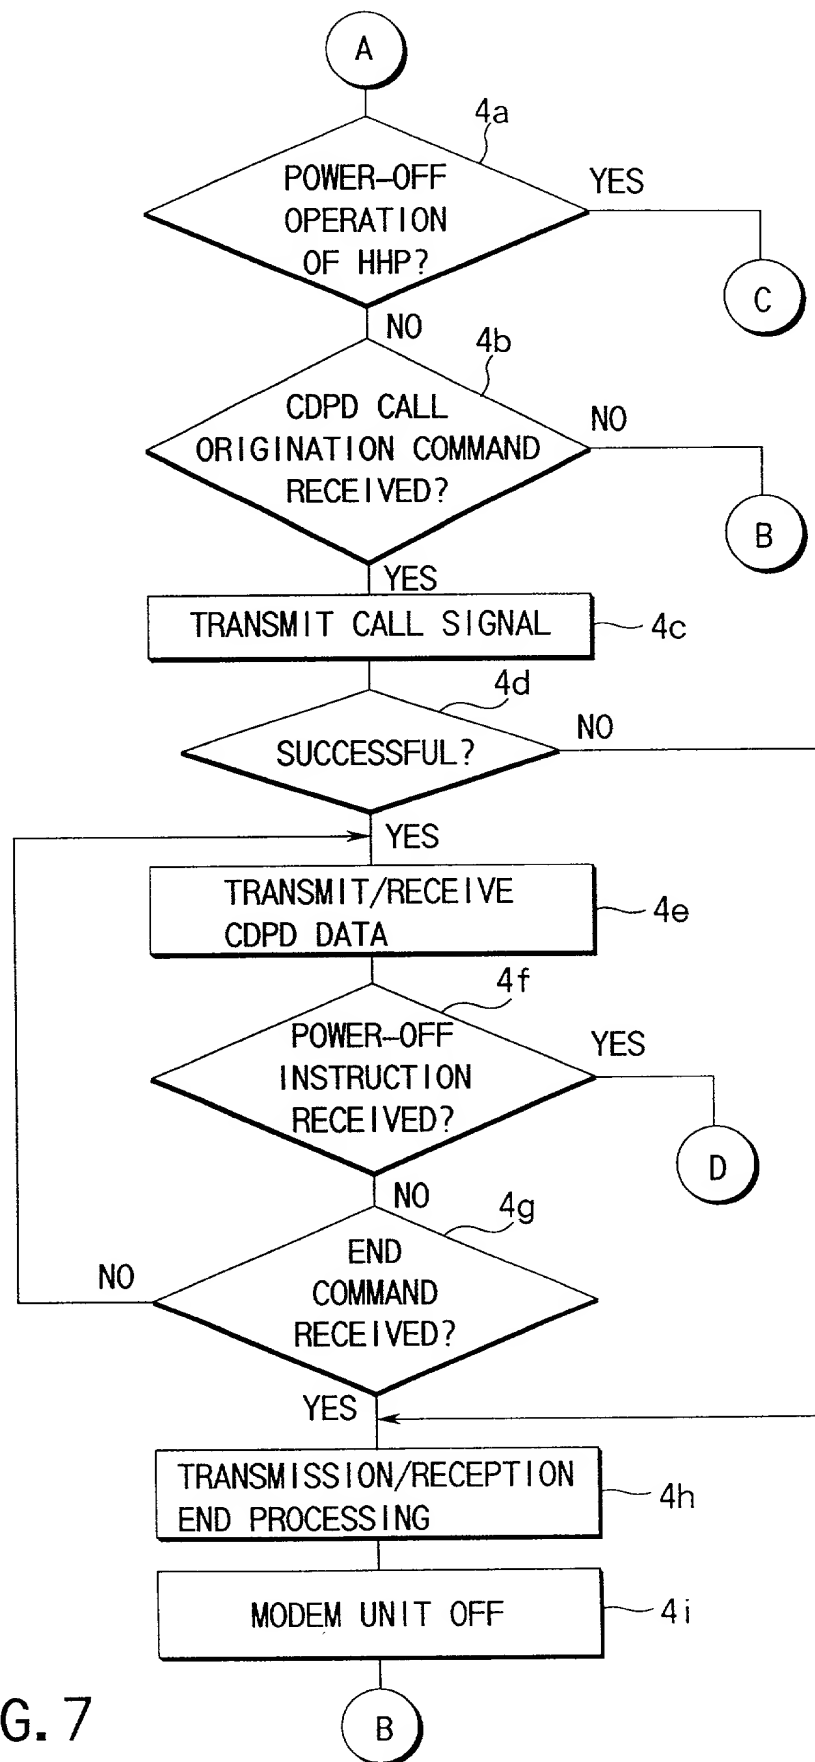 A
4a
POWER-OFF
OPERATION
OF HHP?
YES
C
NO
4b
CDPD CALL
ORIGINATION COMMAND
RECEIVED?
NO
B
YES
TRANSMIT CALL SIGNAL
4c
4d
SUCCESSFUL?
NO
YES
TRANSMIT/RECEIVE
CDPD DATA
4e
4f
POWER-OFF
INSTRUCTION
RECEIVED?
YES
D
NO
4g
END
COMMAND
RECEIVED?
NO
YES
TRANSMISSION/RECEPTION
END PROCESSING
4h
MODEM UNIT OFF
4i
B
G. 7